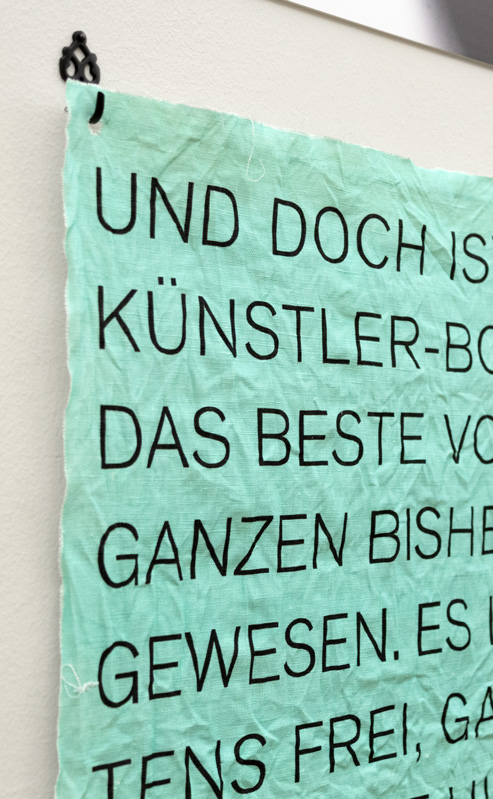 UND DOCH IS
KÜNSTLER-BO
DAS BESTE VO
GANZEN BISHE
GEWESEN. ES
TENS FREI, GA